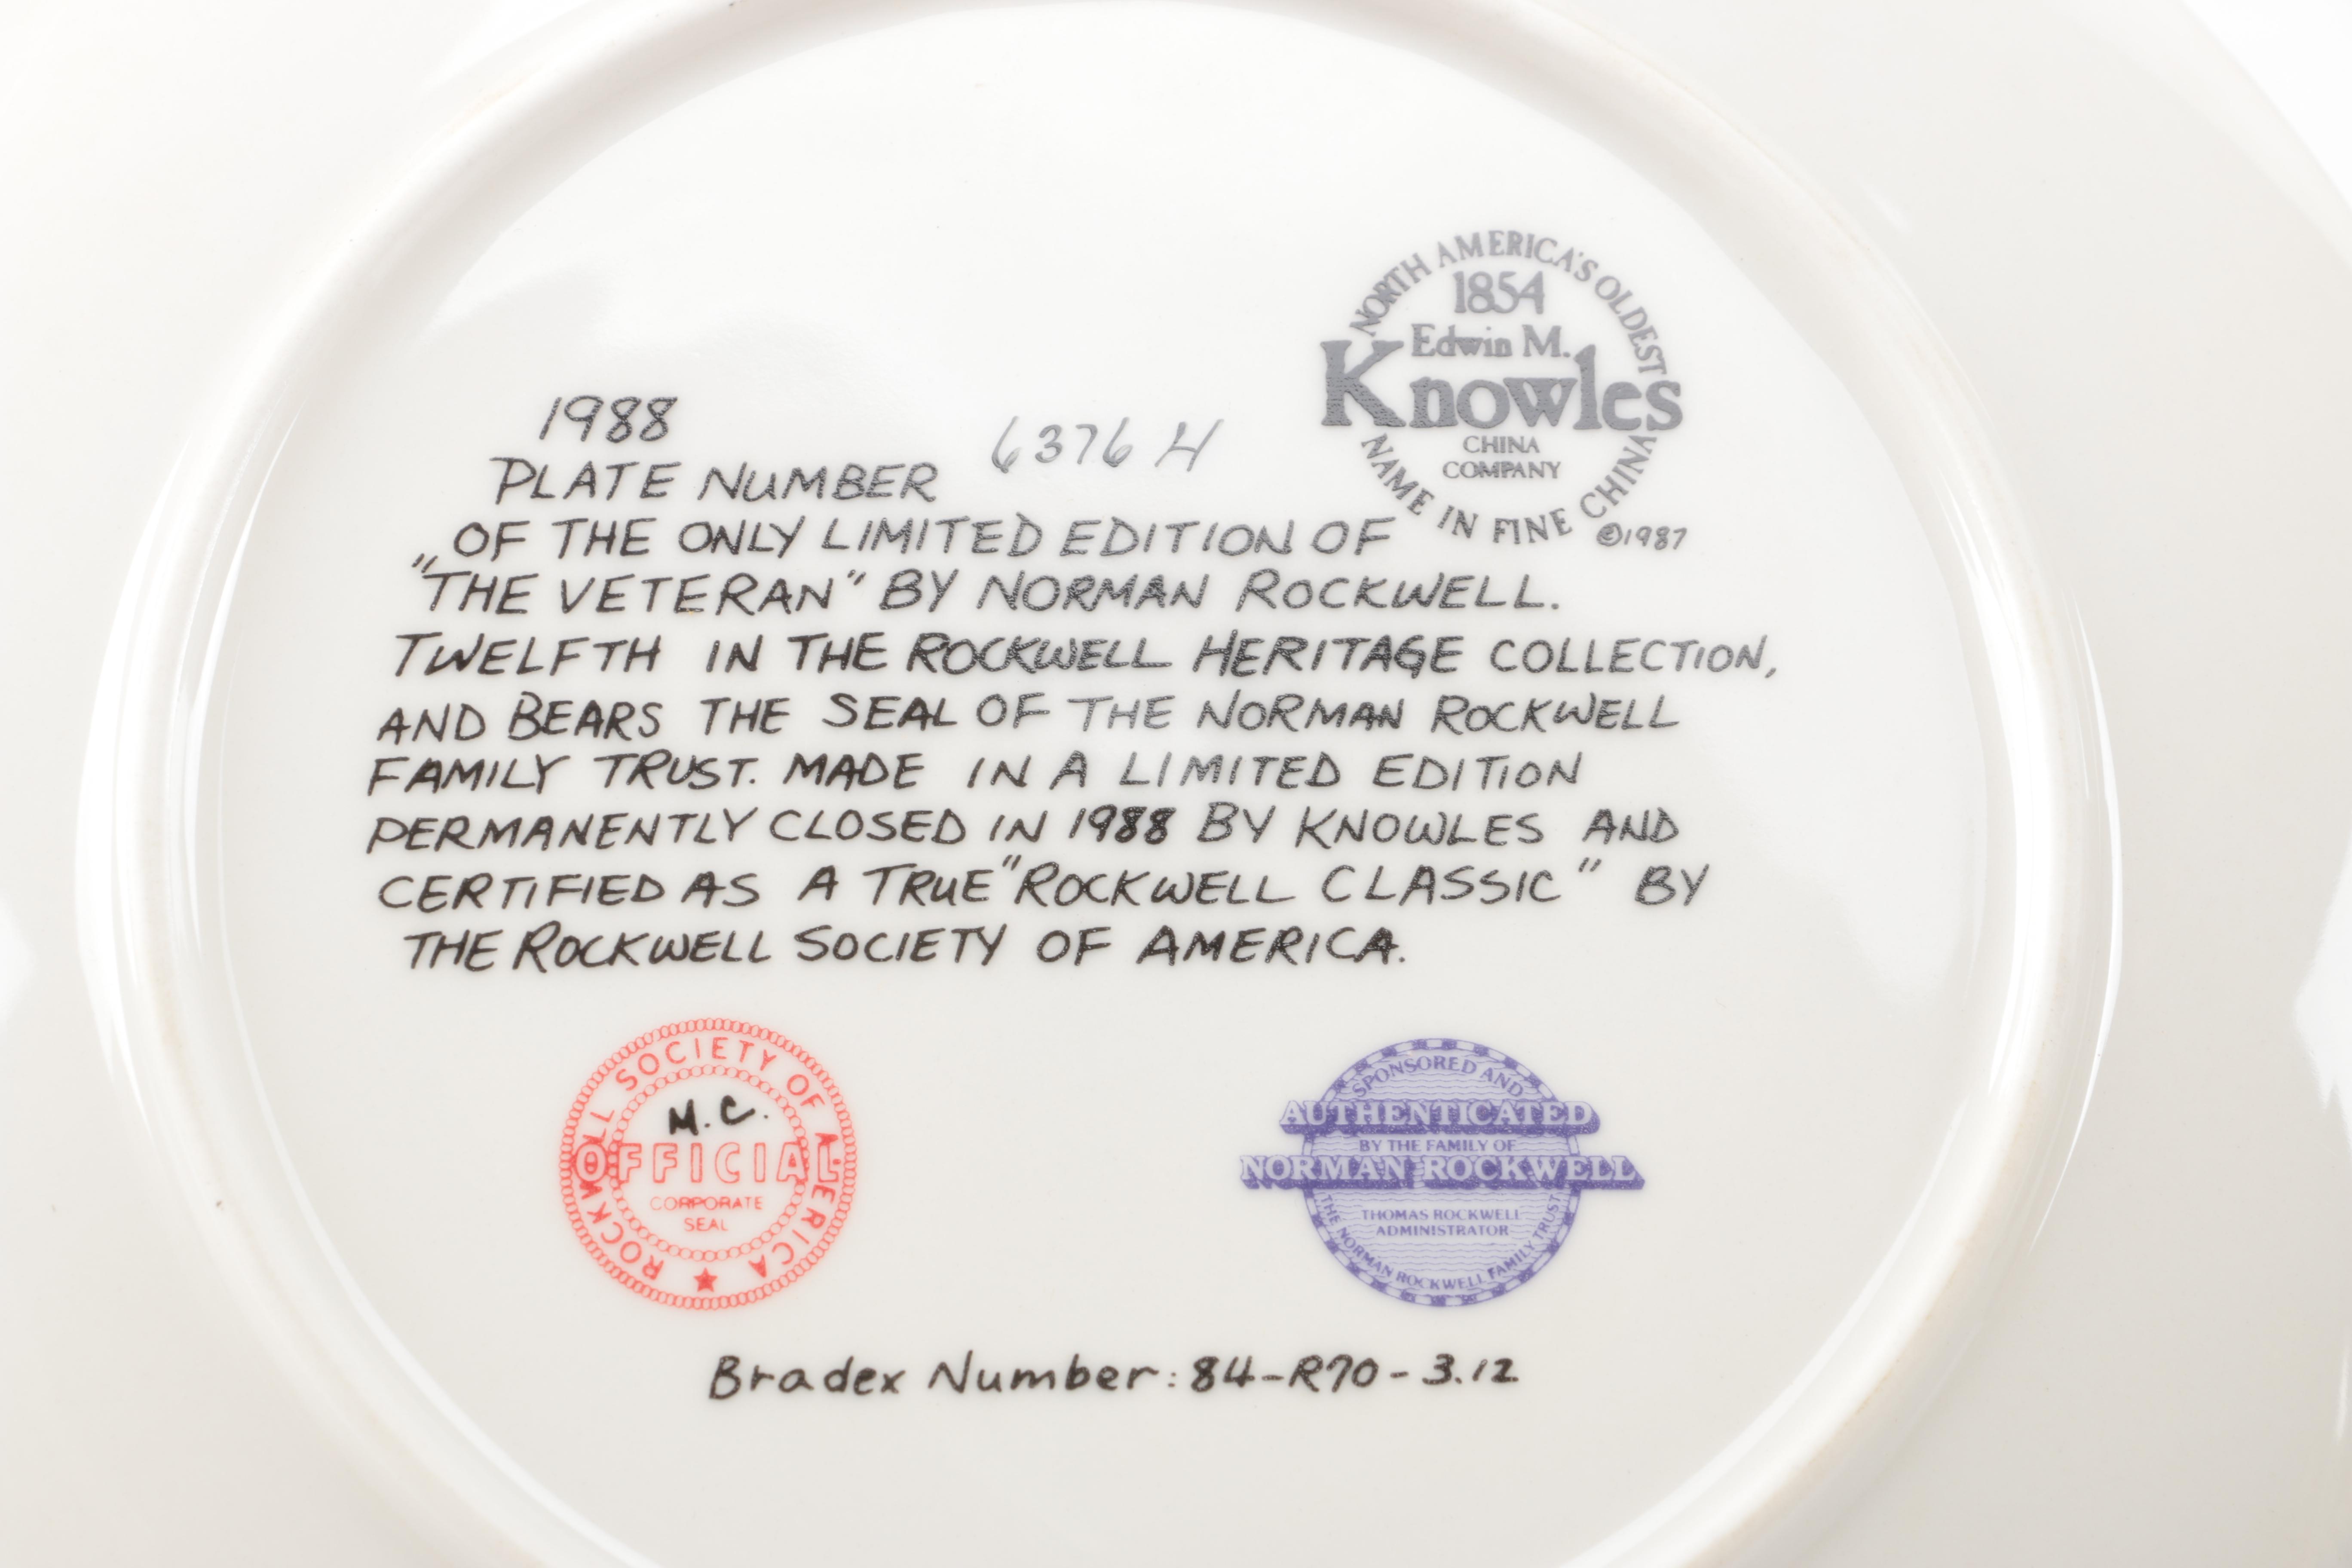 NORTH AMERICA'S OLDEST
1854
Edwin M.
Knowles
CHINA
COMPANY
NAME IN FINE CHINA
©1987
1988
PLATE NUMBER 6376 H
OF THE ONLY LIMITED EDITION OF
"THE VETERAN" BY NORMAN ROCKWELL.
TWELFTH IN THE ROCKWELL HERITAGE COLLECTION,
AND BEARS THE SEAL OF THE NORMAN ROCKWELL
FAMILY TRUST. MADE IN A LIMITED EDITION
PERMANENTLY CLOSED IN 1988 BY KNOWLES AND
CERTIFIED AS A TRUE "ROCKWELL CLASSIC" BY
THE ROCKWELL SOCIETY OF AMERICA.
ROCKWELL SOCIETY OF AMERICA
M.C.
OFFICIAL
CORPORATE
SEAL
SPONSORED AND
AUTHENTICATED
BY THE FAMILY OF
NORMAN ROCKWELL
THOMAS ROCKWELL
ADMINISTRATOR
THE NORMAN ROCKWELL FAMILY TRUST
Bradex Number: 84-R70-3.12